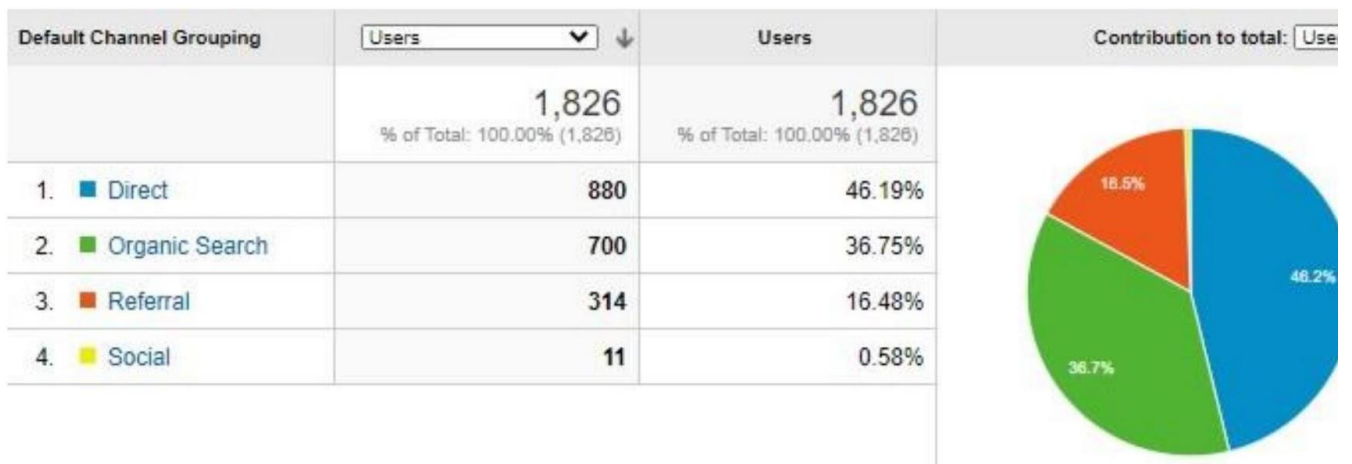 Default Channel Grouping Users Users Contribution to total: Use
1,826 1,826
% of Total: 100.00% (1,826) % of Total: 100.00% (1,826)
1. Direct 880 46.19%
2. Organic Search 700 36.75%
3. Referral 314 16.48%
4. Social 11 0.58%
16.5%
46.2%
36.7%